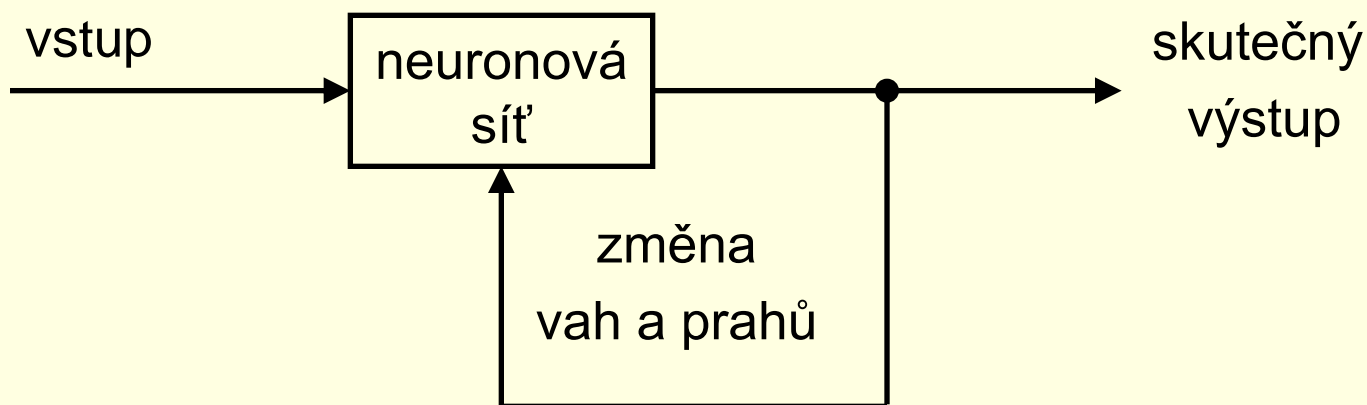 vstup
neuronová
síť
skutečný
výstup
změna
vah a prahů